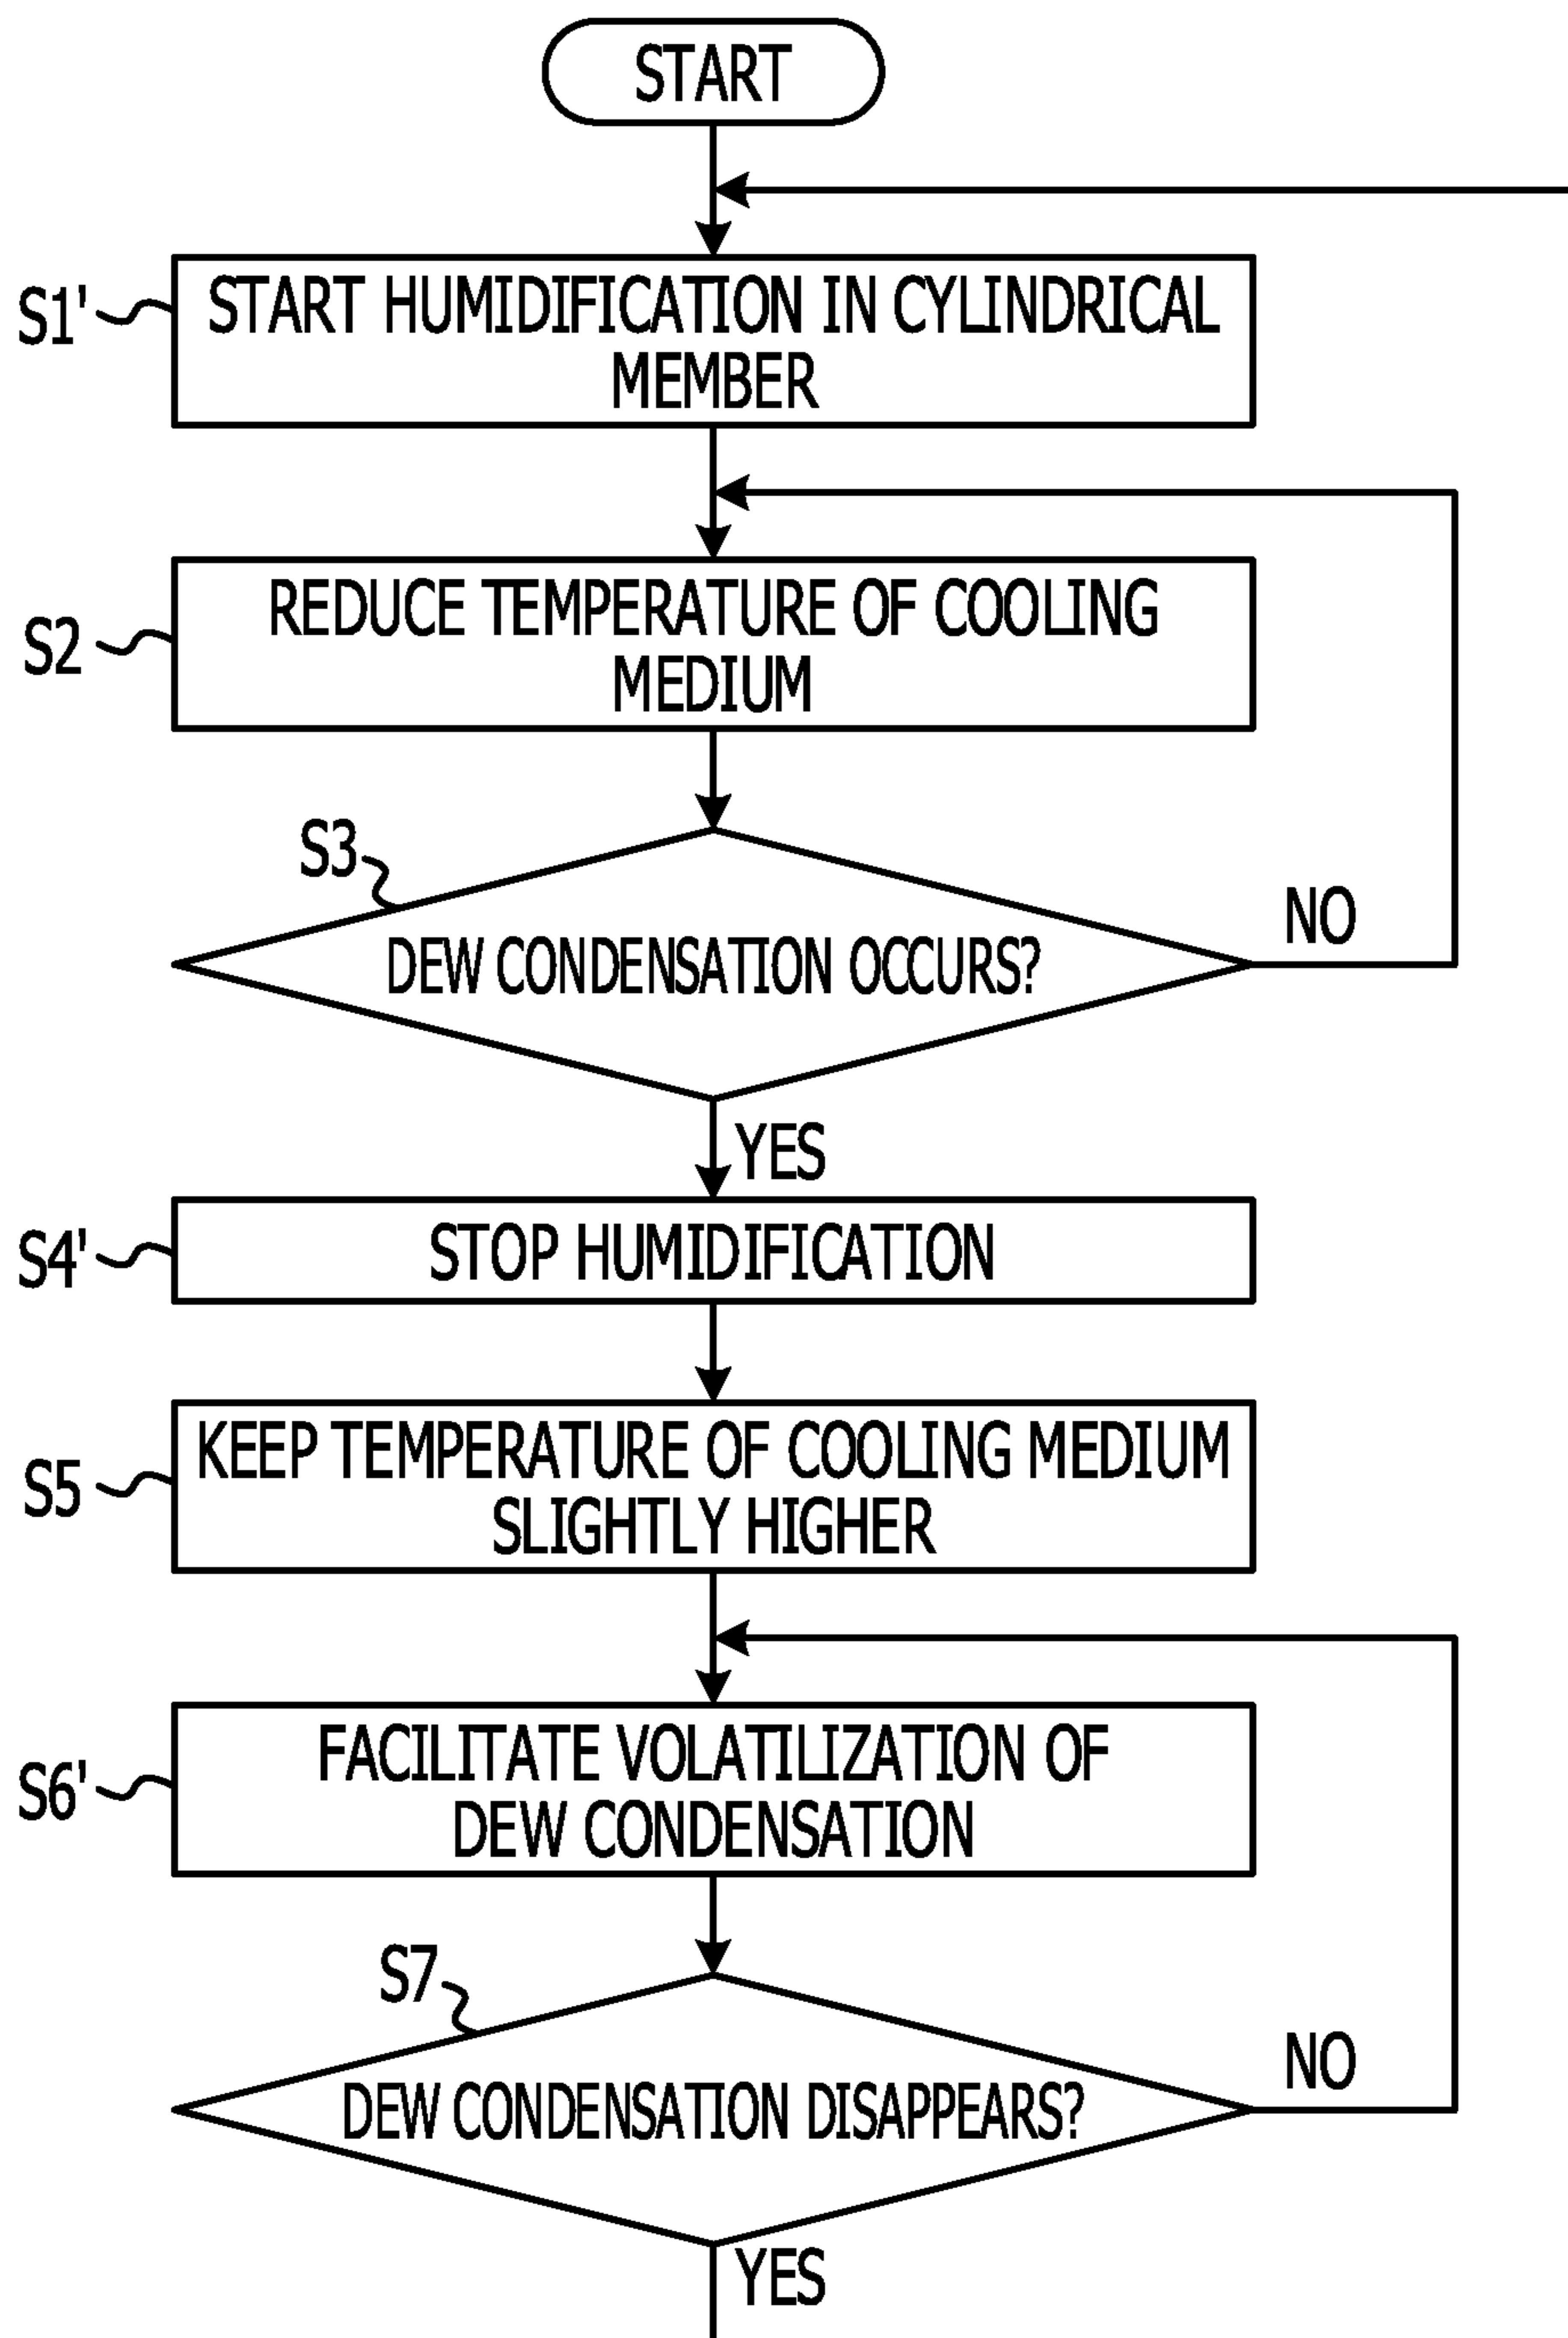 START
S1'
START HUMIDIFICATION IN CYLINDRICAL
MEMBER
S2
REDUCE TEMPERATURE OF COOLING
MEDIUM
S3
DEW CONDENSATION OCCURS?
NO
YES
S4'
STOP HUMIDIFICATION
S5
KEEP TEMPERATURE OF COOLING MEDIUM
SLIGHTLY HIGHER
S6'
FACILITATE VOLATILIZATION OF
DEW CONDENSATION
S7
DEW CONDENSATION DISAPPEARS?
NO
YES